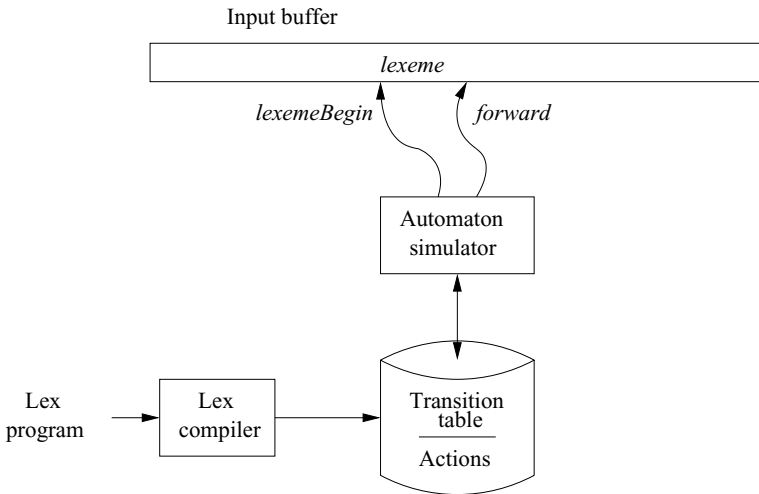 Input buffer
lexeme
lexemeBegin
forward
Automaton
simulator
Lex
program
Lex
compiler
Transition
table
Actions